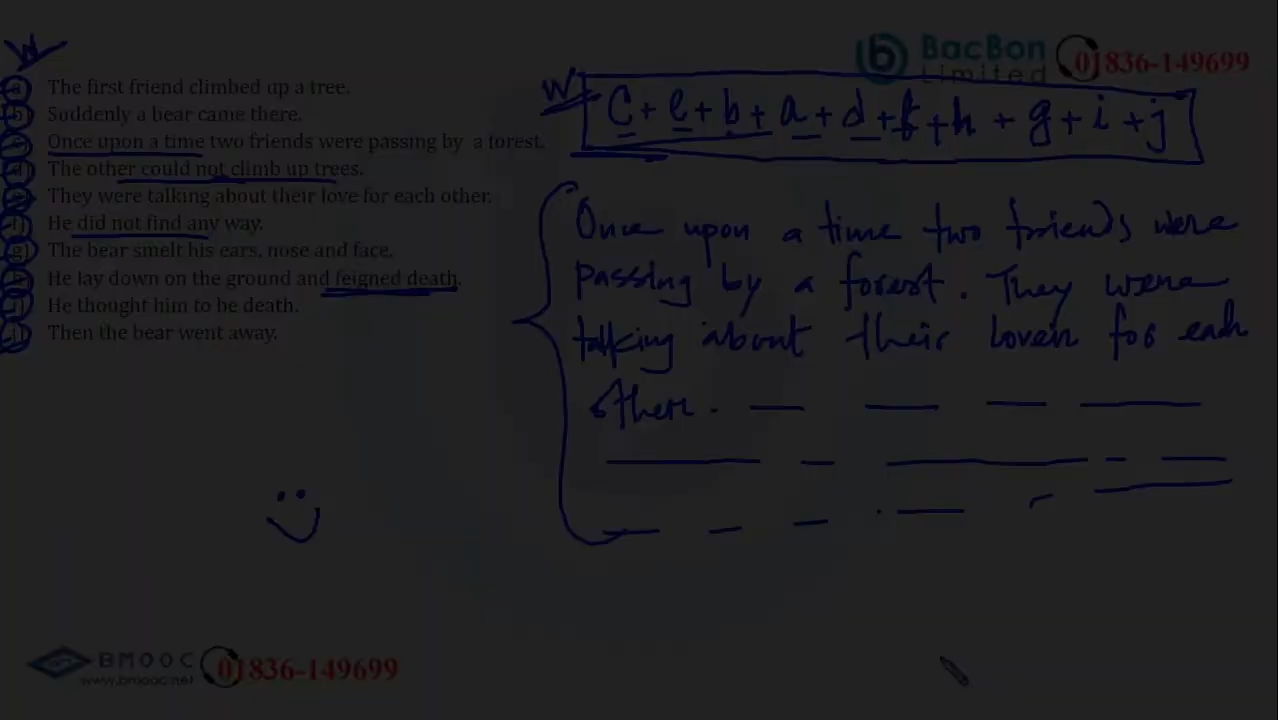 BacBon Limited 01836-149699
W
a) The first friend climbed up a tree.
b) Suddenly a bear came there.
c) Once upon a time two friends were passing by a forest.
d) The other could not climb up trees.
e) They were talking about their love for each other.
f) He did not find any way.
g) The bear smelt his ears, nose and face.
h) He lay down on the ground and feigned death.
i) He thought him to be death.
j) Then the bear went away.
W C + e + b + a + d + f + h + g + i + j
Once upon a time two friends were
passing by a forest. They were
talking about their for each
other.
BMOOC 01836-149699
www.bmooc.net